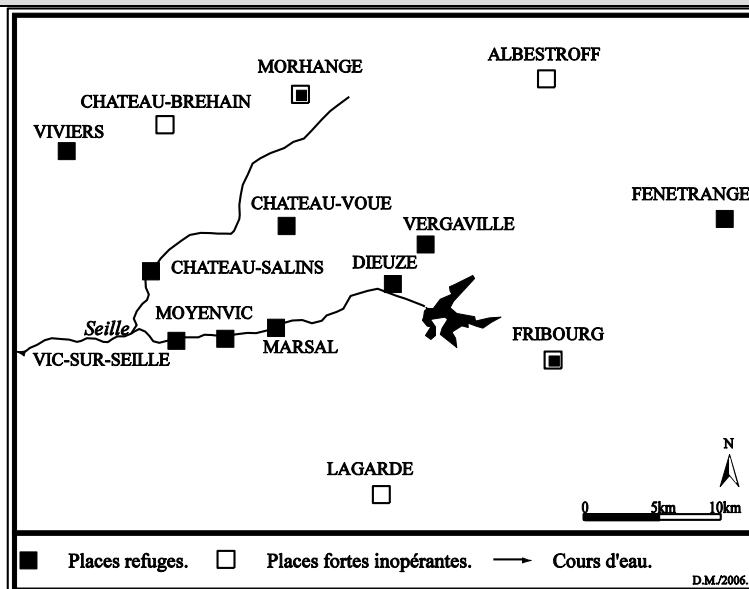 ALBESTROFF
MORHANGE
CHATEAU-BREHAIN
VIVIERS
FENETRANGE
CHATEAU-VOUE
VERGAVILLE
DIEUZE
CHATEAU-SALINS
MOYENVIC
Seille
FRIBOURG
MARSAL
VIC-SUR-SEILLE
N
LAGARDE
0 5km 10km
Places refuges. Places fortes inopérantes. Cours d'eau.
D.M./2006.